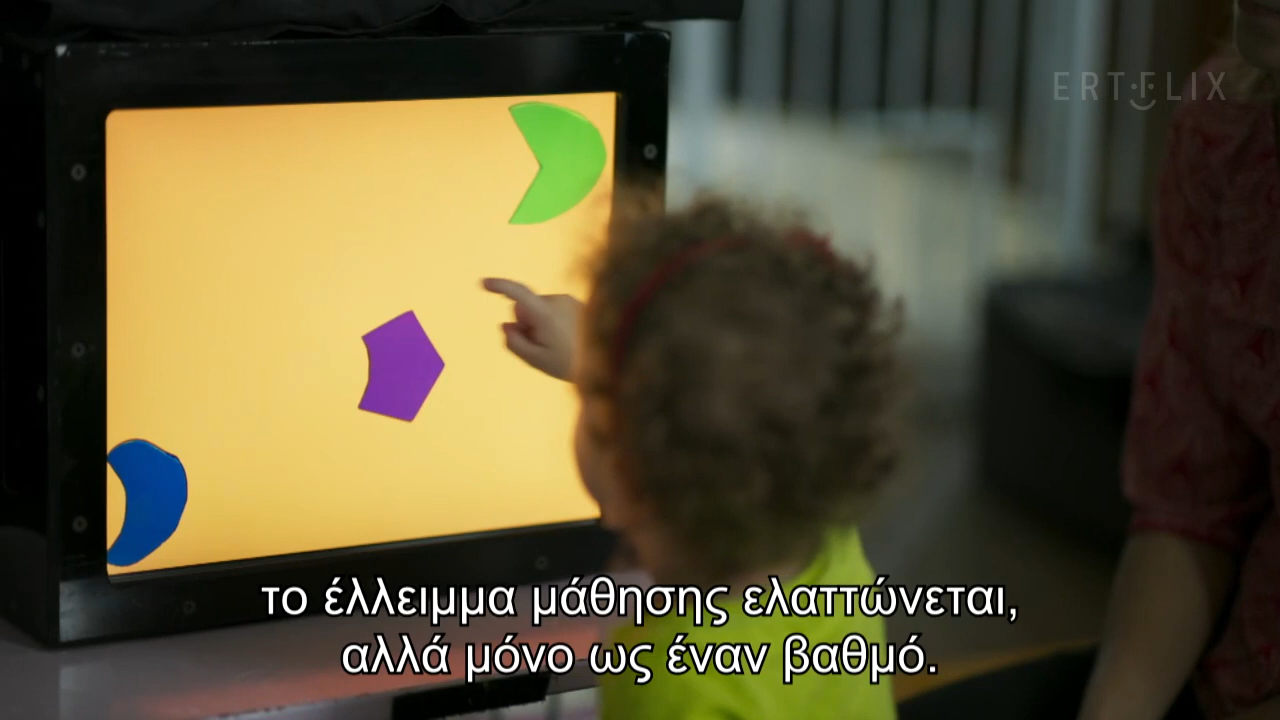 ERTFLIX
το έλλειμμα μάθησης ελαττώνεται,
αλλά μόνο ως έναν βαθμό.